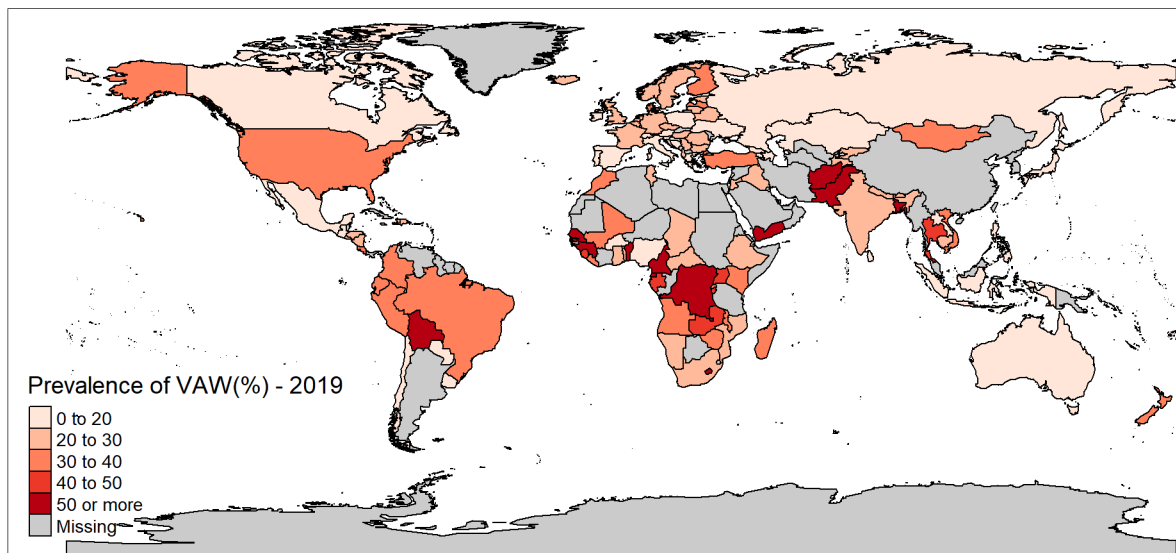 Prevalence of VAW(%) - 2019
0 to 20
20 to 30
30 to 40
40 to 50
50 or more
Missing